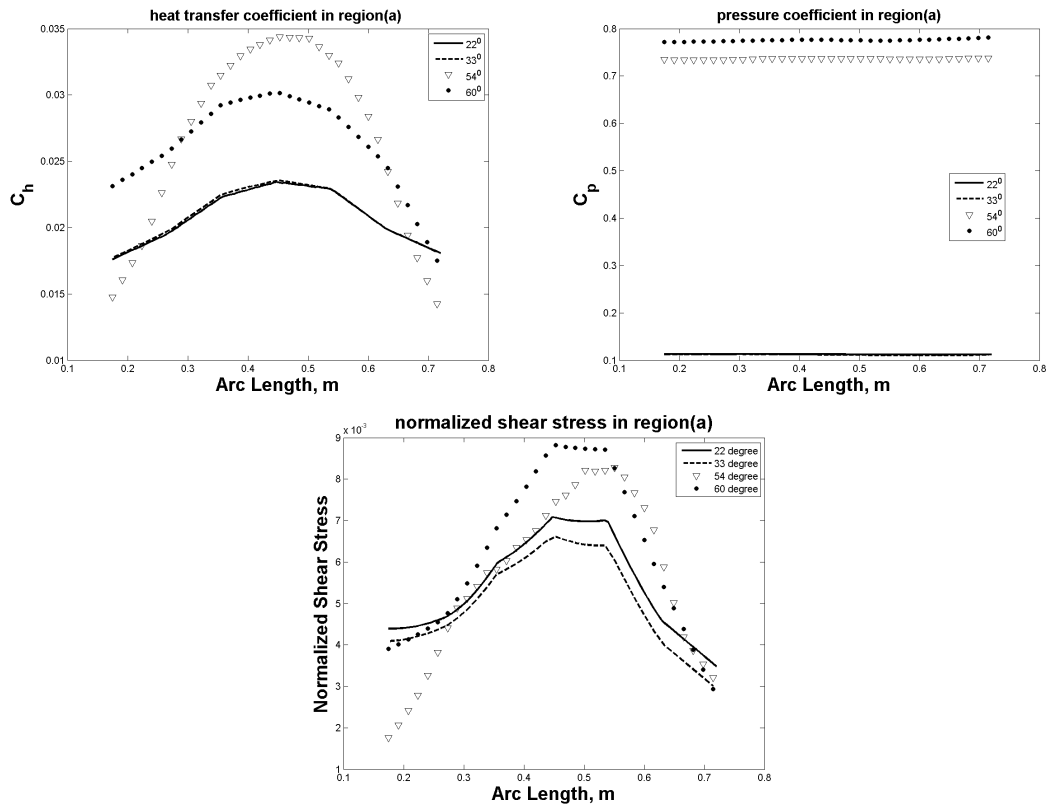 heat transfer coefficient in region(a)
0.035
0.03
0.025
0.02
0.015
0.01
C_h
22⁰
33⁰
54⁰
60⁰
0.1 0.2 0.3 0.4 0.5 0.6 0.7 0.8
Arc Length, m
pressure coefficient in region(a)
0.8
0.7
0.6
0.5
0.4
0.3
0.2
0.1
C_p
22⁰
33⁰
54⁰
60⁰
0.1 0.2 0.3 0.4 0.5 0.6 0.7 0.8
Arc Length, m
normalized shear stress in region(a)
x 10⁻³
9
8
7
6
5
4
3
2
1
Normalized Shear Stress
22 degree
33 degree
54 degree
60 degree
0.1 0.2 0.3 0.4 0.5 0.6 0.7 0.8
Arc Length, m